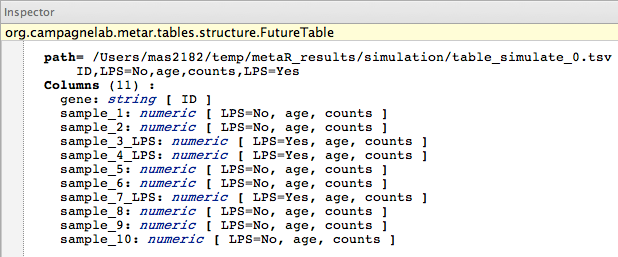 Inspector
org.campagnelab.metar.tables.structure.FutureTable
path= /Users/mas2182/temp/metaR_results/simulation/table_simulate_0.tsv
ID,LPS=No,age,counts,LPS=Yes
Columns (11) :
gene: string [ ID ]
sample_1: numeric [ LPS=No, age, counts ]
sample_2: numeric [ LPS=No, age, counts ]
sample_3_LPS: numeric [ LPS=Yes, age, counts ]
sample_4_LPS: numeric [ LPS=Yes, age, counts ]
sample_5: numeric [ LPS=No, age, counts ]
sample_6: numeric [ LPS=No, age, counts ]
sample_7_LPS: numeric [ LPS=Yes, age, counts ]
sample_8: numeric [ LPS=No, age, counts ]
sample_9: numeric [ LPS=No, age, counts ]
sample_10: numeric [ LPS=No, age, counts ]